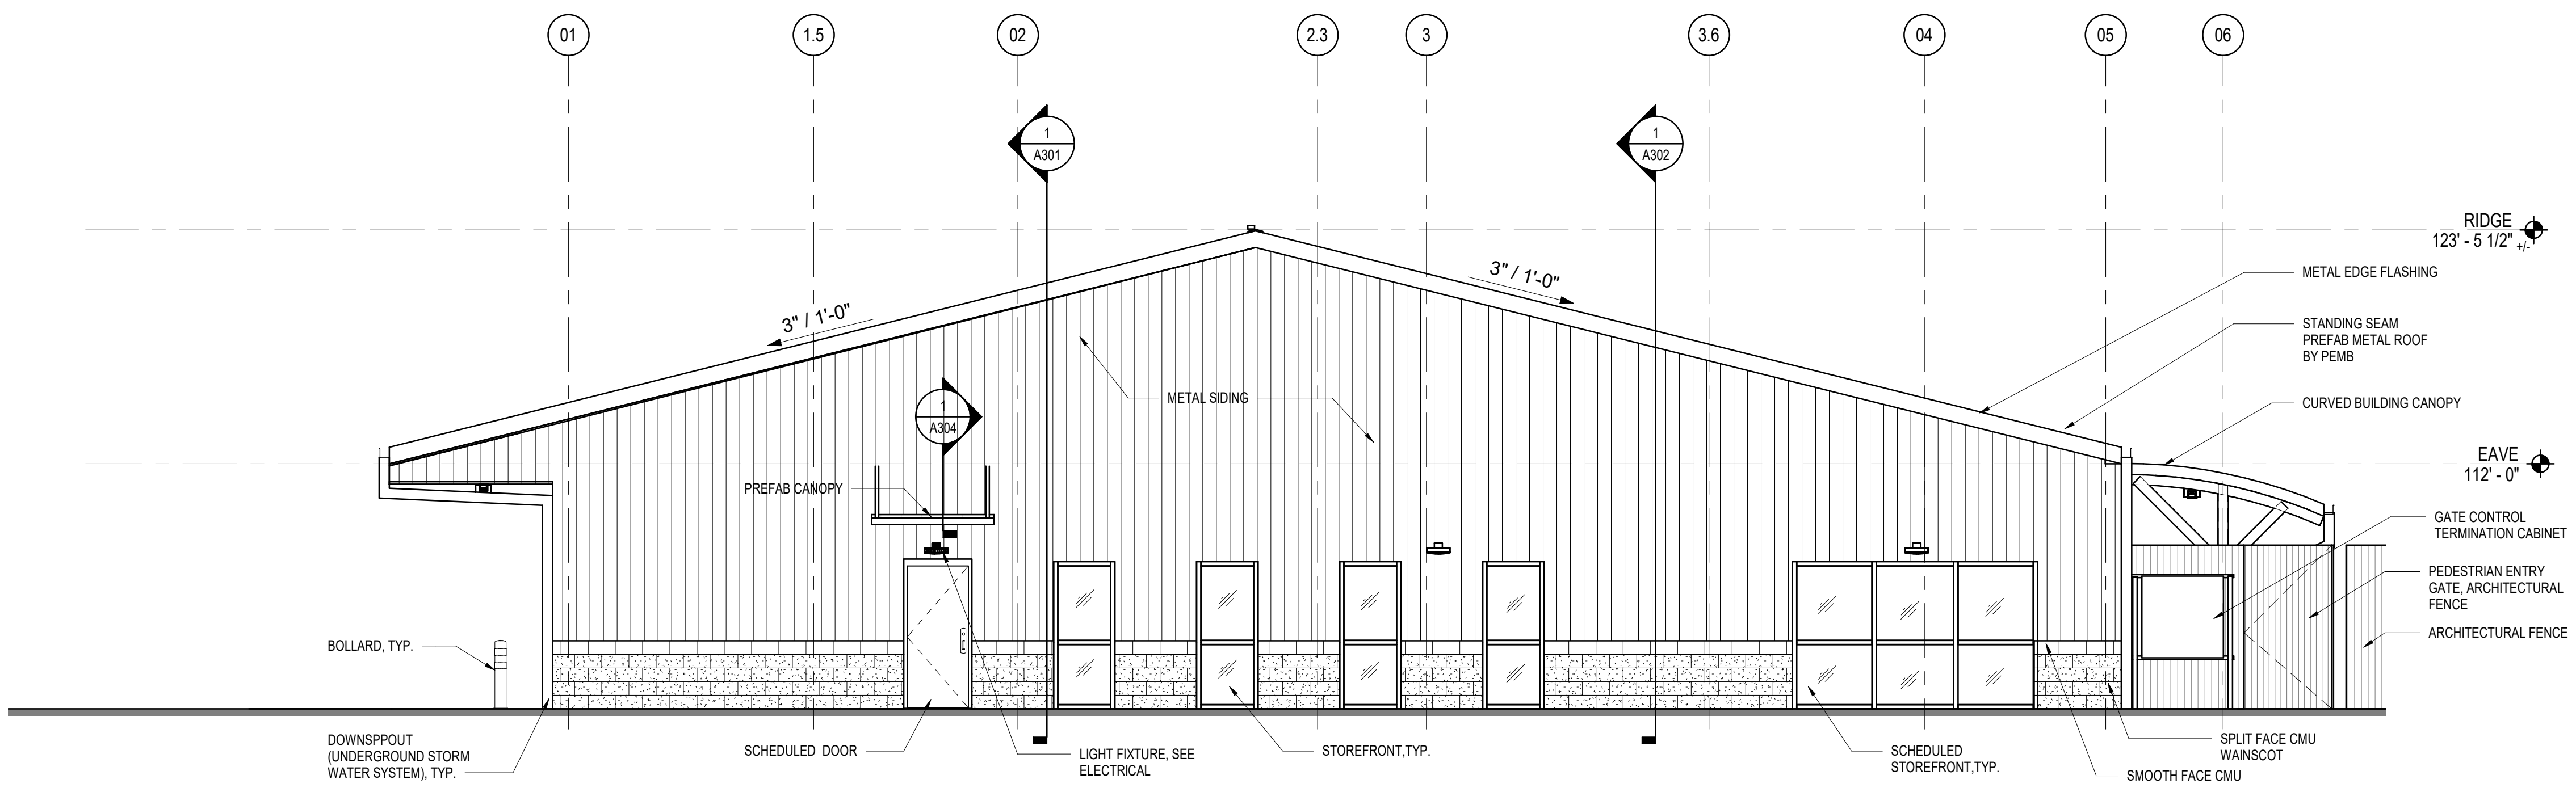 01
1.5
02
2.3
3
3.6
04
05
06
1
A301
1
A302
RIDGE
123' - 5 1/2" +/-
3" / 1'-0"
3" / 1'-0"
METAL EDGE FLASHING
STANDING SEAM
PREFAB METAL ROOF
BY PEMB
CURVED BUILDING CANOPY
METAL SIDING
1
A304
EAVE
112' - 0"
PREFAB CANOPY
GATE CONTROL
TERMINATION CABINET
PEDESTRIAN ENTRY
GATE, ARCHITECTURAL
FENCE
ARCHITECTURAL FENCE
BOLLARD, TYP.
DOWNSPPOUT
(UNDERGROUND STORM
WATER SYSTEM), TYP.
SCHEDULED DOOR
LIGHT FIXTURE, SEE
ELECTRICAL
STOREFRONT,TYP.
SCHEDULED
STOREFRONT,TYP.
SPLIT FACE CMU
WAINSCOT
SMOOTH FACE CMU